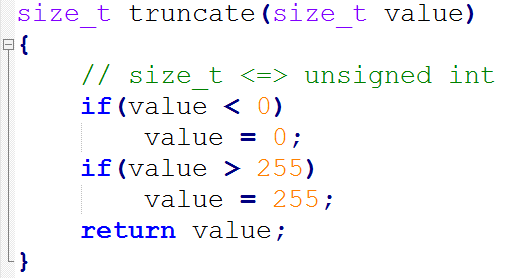 size_t truncate(size_t value)
{
    // size_t <=> unsigned int
    if(value < 0)
        value = 0;
    if(value > 255)
        value = 255;
    return value;
}